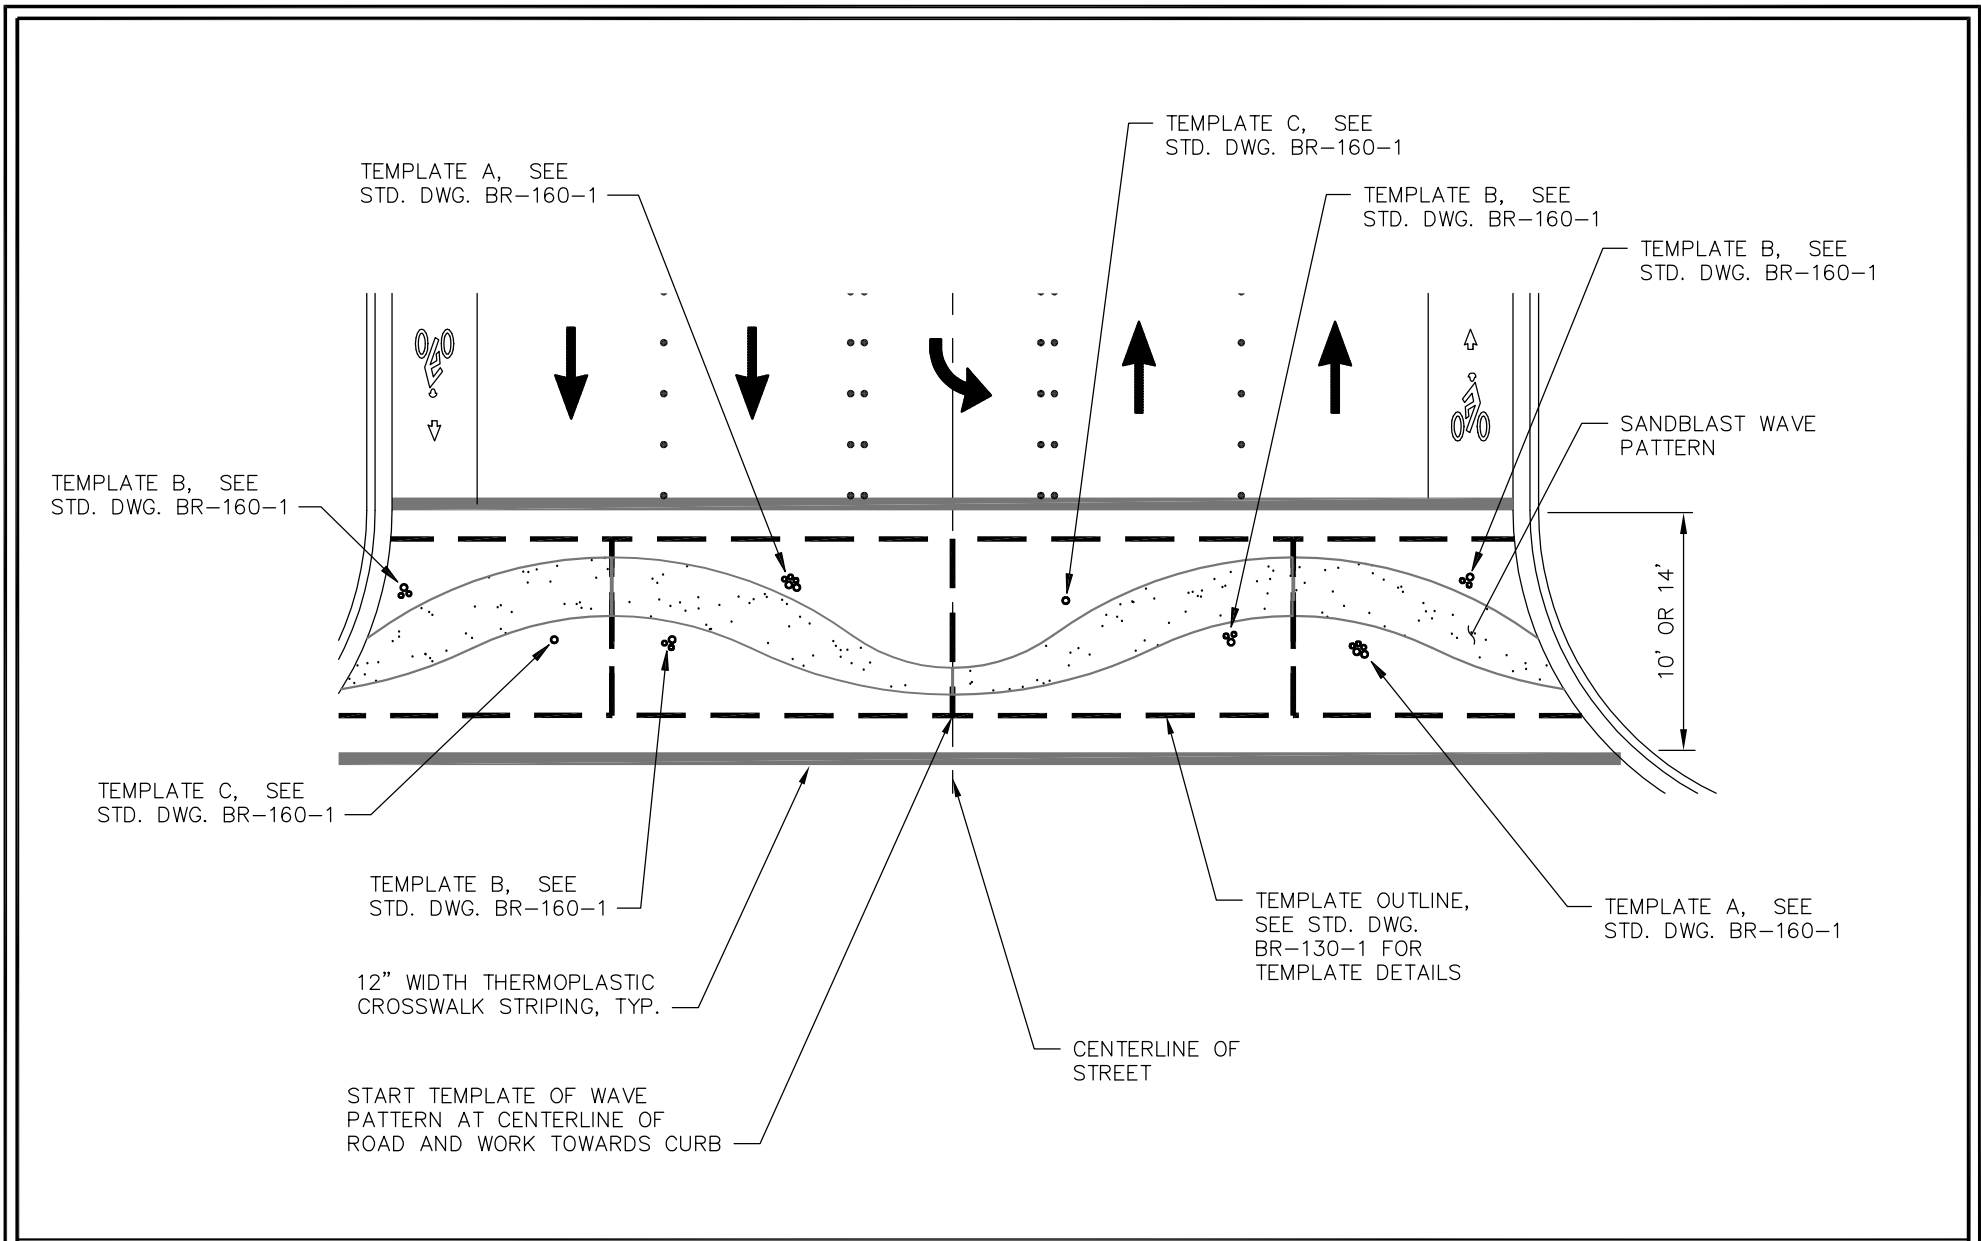 TEMPLATE C, SEE
STD. DWG. BR-160-1
TEMPLATE A, SEE
STD. DWG. BR-160-1
TEMPLATE B, SEE
STD. DWG. BR-160-1
TEMPLATE B, SEE
STD. DWG. BR-160-1
SANDBLAST WAVE
PATTERN
TEMPLATE B, SEE
STD. DWG. BR-160-1
10' OR 14'
TEMPLATE C, SEE
STD. DWG. BR-160-1
TEMPLATE B, SEE
STD. DWG. BR-160-1
TEMPLATE OUTLINE,
SEE STD. DWG.
BR-130-1 FOR
TEMPLATE DETAILS
TEMPLATE A, SEE
STD. DWG. BR-160-1
12" WIDTH THERMOPLASTIC
CROSSWALK STRIPING, TYP.
CENTERLINE OF
STREET
START TEMPLATE OF WAVE
PATTERN AT CENTERLINE OF
ROAD AND WORK TOWARDS CURB